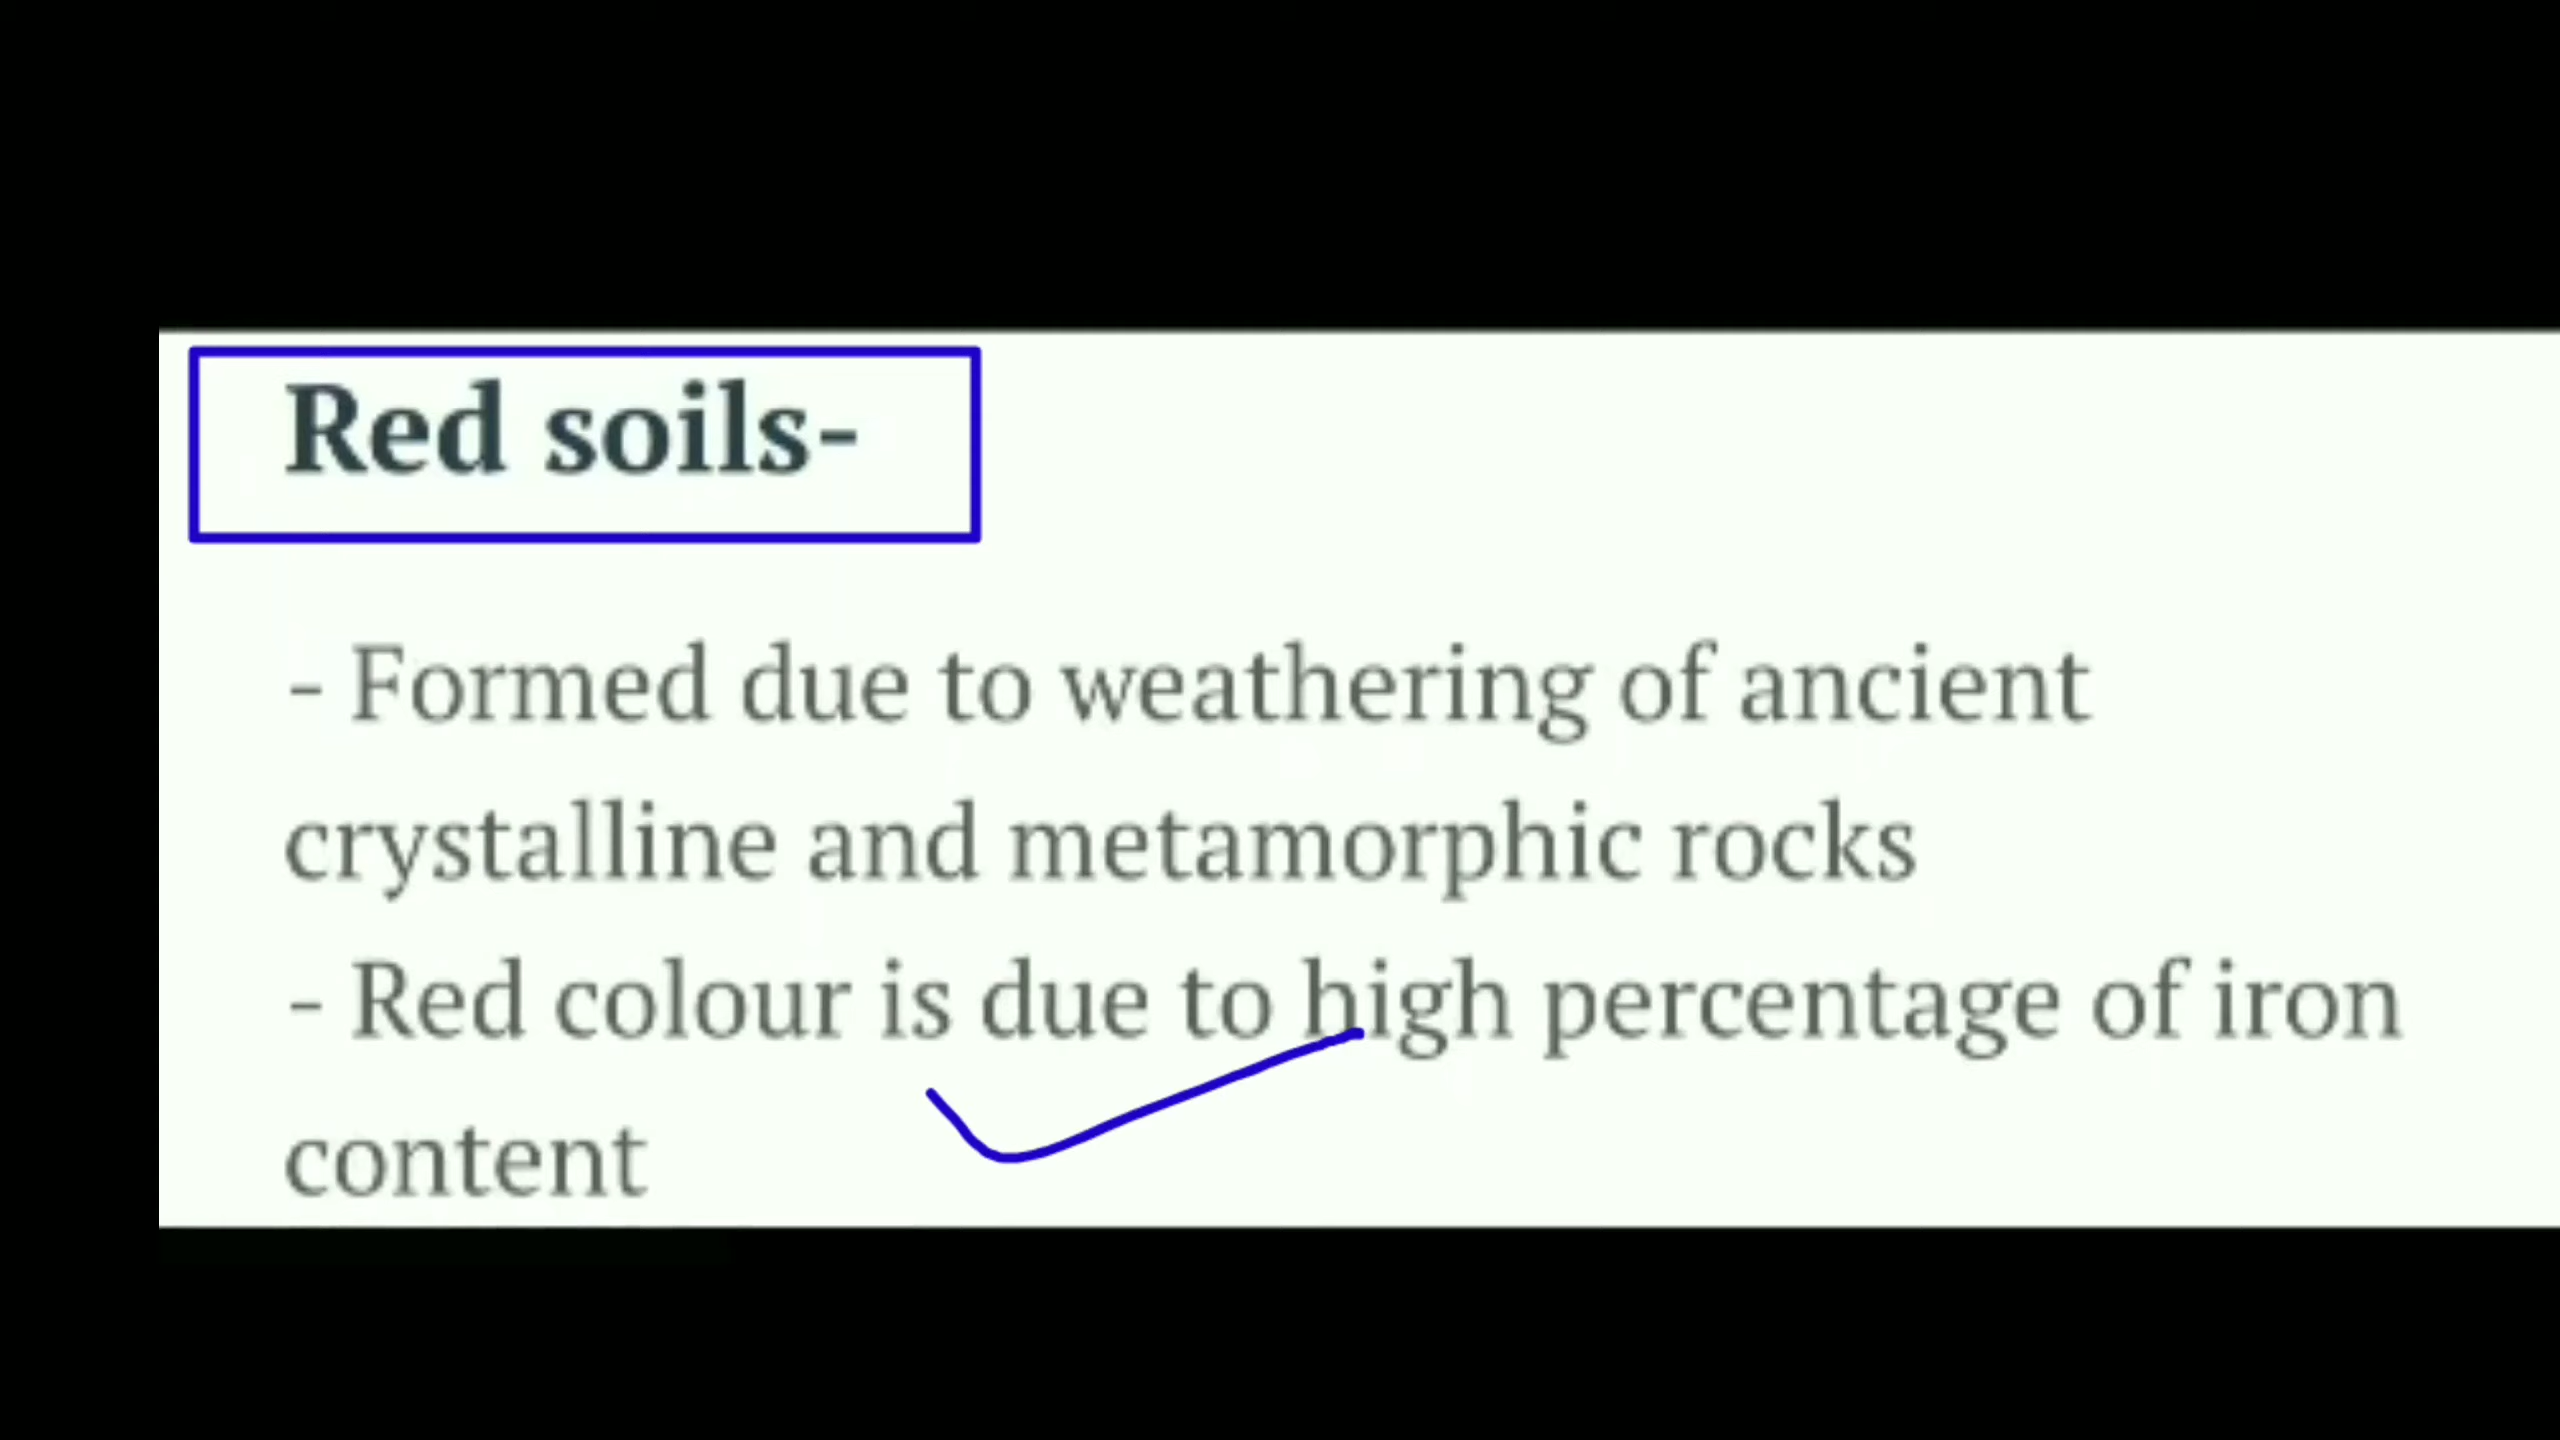 Red soils-
- Formed due to weathering of ancient
crystalline and metamorphic rocks
- Red colour is due to high percentage of iron
content